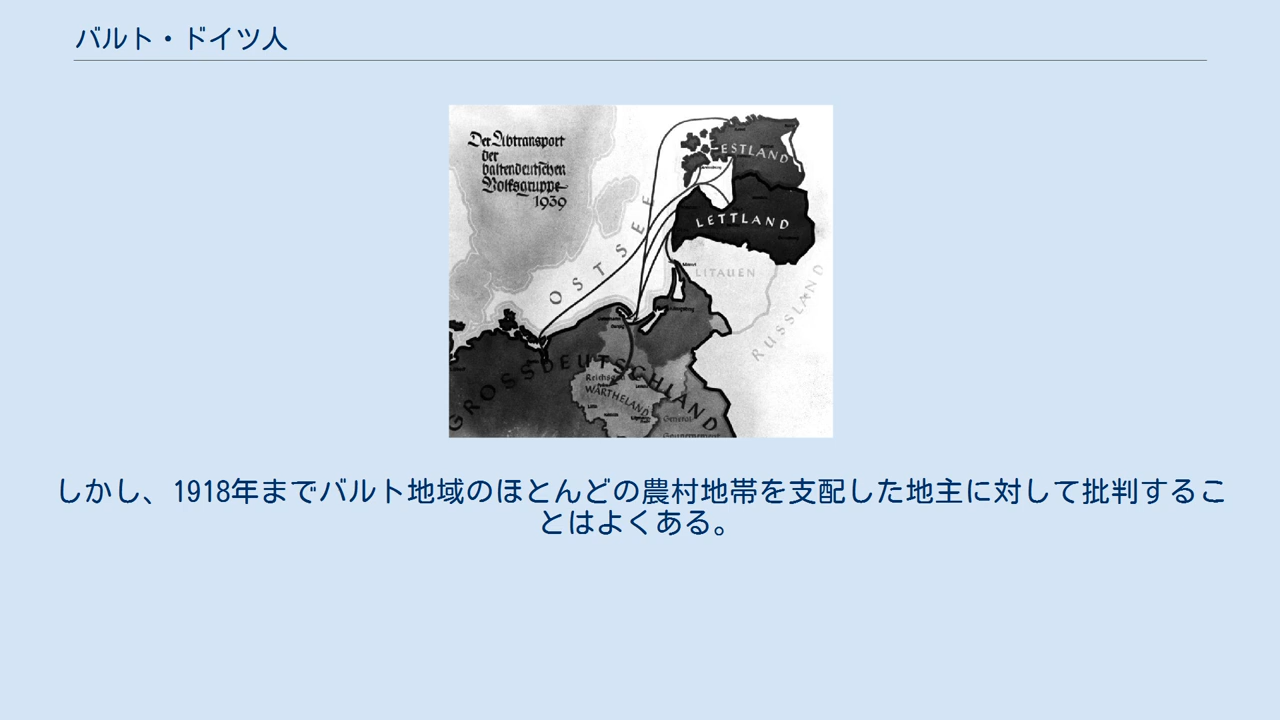 バルト・ドイツ人
Der Abtransport
der
baltendeutschen
Volksgruppe
1939
ESTLAND
LETTLAND
OSTSEE
LITAUEN
RUSSLAND
GROSSDEUTSCHLAND
WARTHELAND
General
しかし、1918年までバルト地域のほとんどの農村地帯を支配した地主に対して批判するこ
とはよくある。